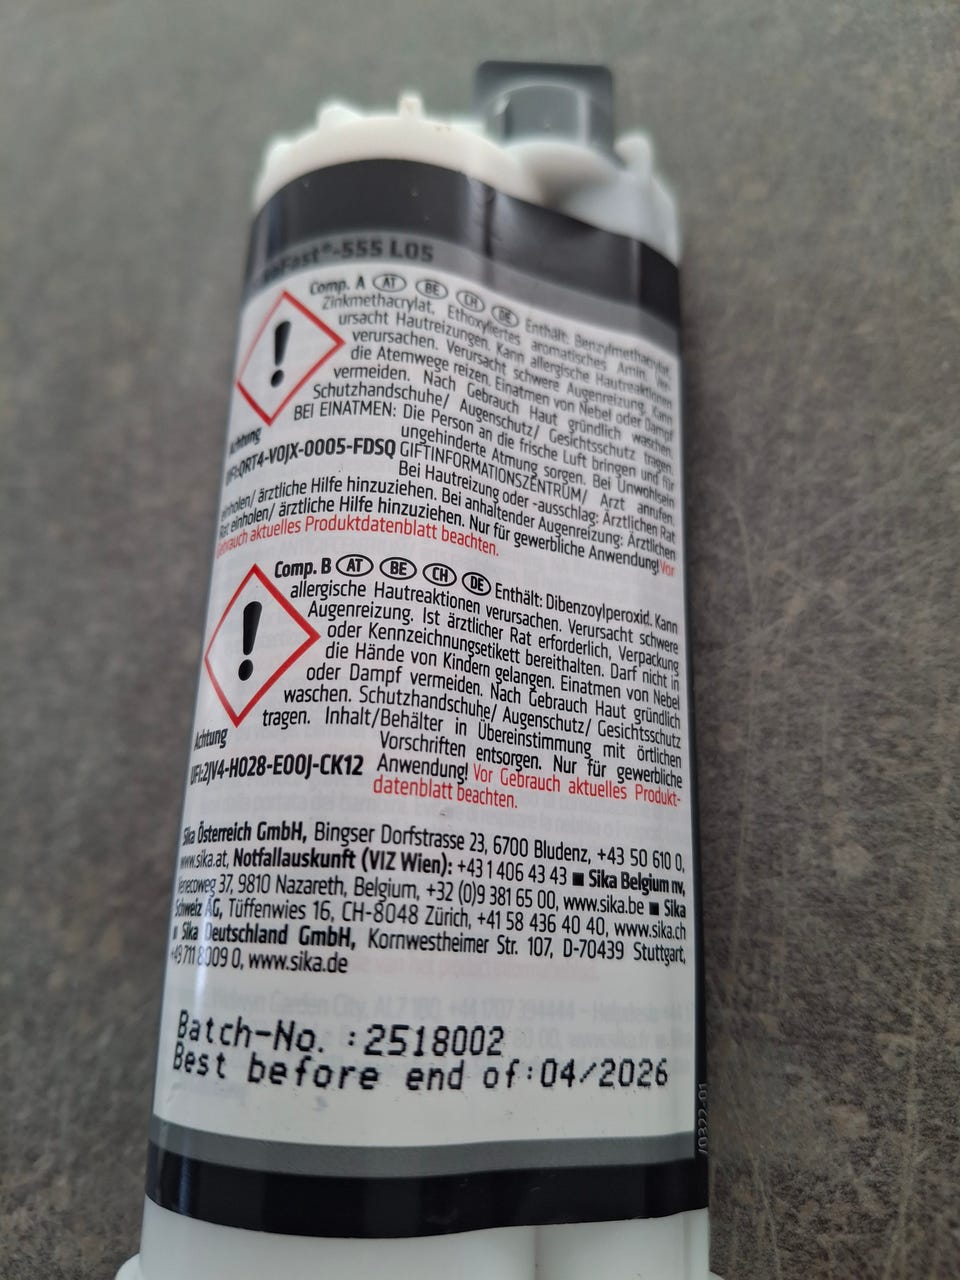 -555 L05
Comp. A AT BE CH DE Enthält: Benzylmethacrylat,
Zinkmethacrylat, Ethoxyliertes aromatisches Amin.
ursacht Hautreizungen. Kann allergische Hautreaktionen
verursachen. Verursacht schwere Augenreizung. Kann
die Atemwege reizen. Einatmen von Nebel oder Dampf
vermeiden. Nach Gebrauch Haut gründlich waschen.
Schutzhandschuhe/ Augenschutz/ Gesichtsschutz tragen.
BEI EINATMEN: Die Person an die frische Luft bringen und für
ungehinderte Atmung sorgen. Bei Unwohlsein
Achtung
UFI:QRT4-V0JX-0005-FDSQ GIFTINFORMATIONSZENTRUM/ Arzt anrufen.
Bei Hautreizung oder -ausschlag: Ärztlichen Rat
einholen/ ärztliche Hilfe hinzuziehen. Bei anhaltender Augenreizung: Ärztlichen
Rat einholen/ ärztliche Hilfe hinzuziehen. Nur für gewerbliche Anwendung! Vor
Gebrauch aktuelles Produktdatenblatt beachten.
Comp. B AT BE CH DE Enthält: Dibenzoylperoxid. Kann
allergische Hautreaktionen verursachen. Verursacht schwere
Augenreizung. Ist ärztlicher Rat erforderlich, Verpackung
oder Kennzeichnungsetikett bereithalten. Darf nicht in
die Hände von Kindern gelangen. Einatmen von Nebel
oder Dampf vermeiden. Nach Gebrauch Haut gründlich
waschen. Schutzhandschuhe/ Augenschutz/ Gesichtsschutz
tragen. Inhalt/Behälter in Übereinstimmung mit örtlichen
Achtung
Vorschriften entsorgen. Nur für gewerbliche
UFI:2JV4-H028-E00J-CK12 Anwendung! Vor Gebrauch aktuelles Produkt-
datenblatt beachten.
Sika Österreich GmbH, Bingser Dorfstrasse 23, 6700 Bludenz, +43 50 610 0,
www.sika.at, Notfallauskunft (VIZ Wien): +43 1 406 43 43 ■ Sika Belgium nv,
Venecoweg 37, 9810 Nazareth, Belgium, +32 (0)9 381 65 00, www.sika.be ■ Sika
Schweiz AG, Tüffenwies 16, CH-8048 Zürich, +41 58 436 40 40, www.sika.ch
■ Sika Deutschland GmbH, Kornwestheimer Str. 107, D-70439 Stuttgart,
+49 711 8009 0, www.sika.de
Batch-No. :2518002
Best before end of:04/2026
70322-01